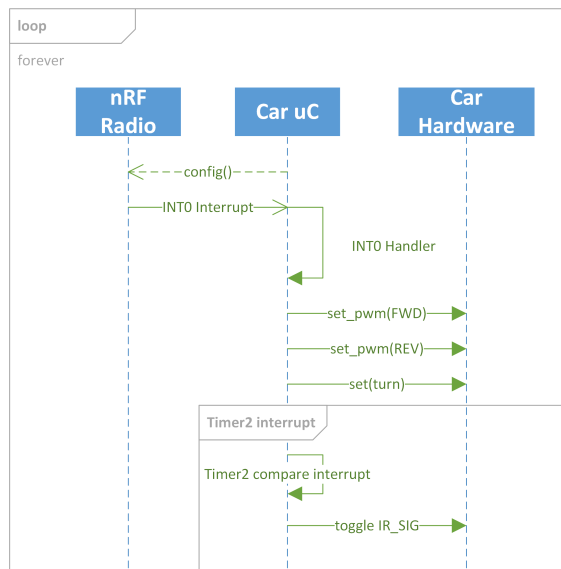 loop
forever
nRF
Radio
Car uC
Car
Hardware
config()
INT0 Interrupt
INT0 Handler
set_pwm(FWD)
set_pwm(REV)
set(turn)
Timer2 interrupt
Timer2 compare interrupt
toggle IR_SIG